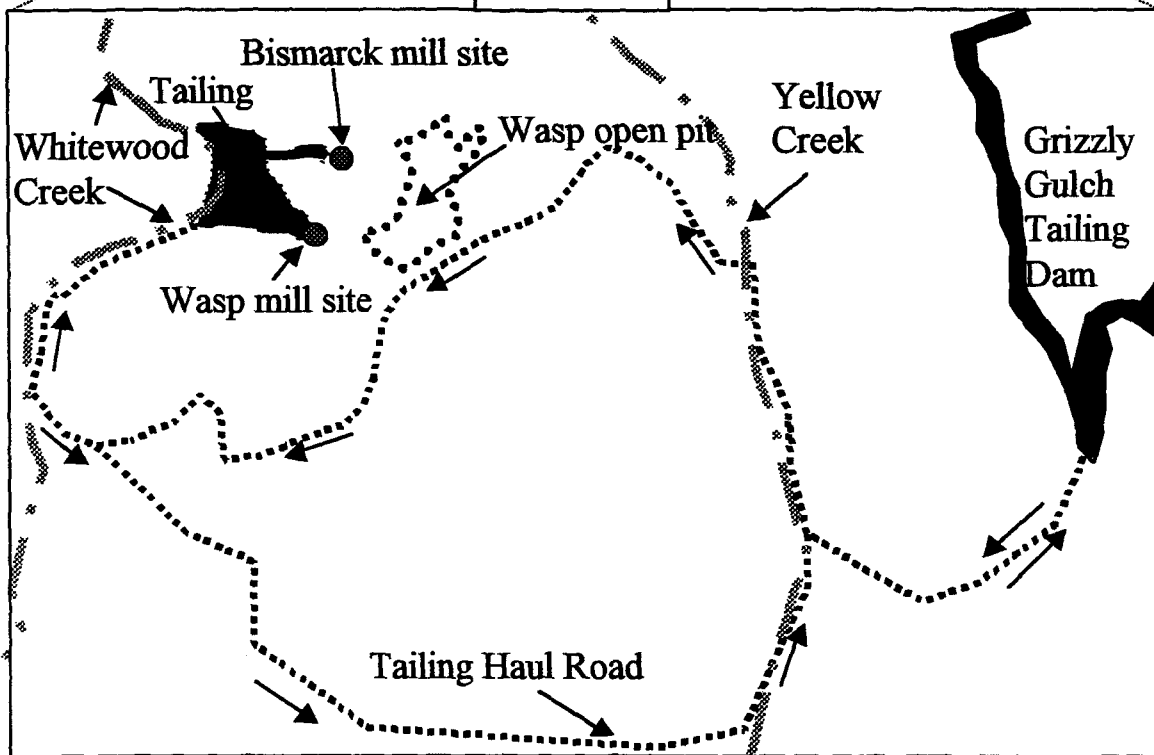 Bismarck mill site
Tailing
Whitewood
Creek
Wasp open pit
Yellow
Creek
Grizzly
Gulch
Tailing
Dam
Wasp mill site
Tailing Haul Road